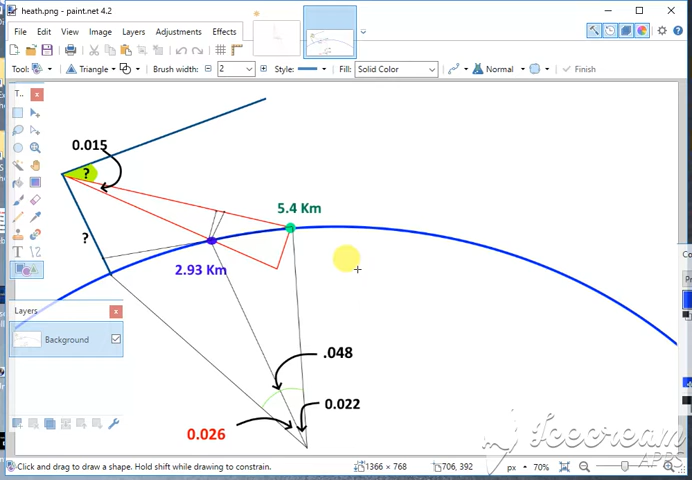 heath.png - paint.net 4.2
File Edit View Image Layers Adjustments Effects
Tool: Triangle Brush width: 2 Style: Fill: Solid Color Normal Finish
T...
0.015
?
?
5.4 Km
2.93 Km
Layers
Background
.048
0.022
0.026
Icecream
APPS
Click and drag to draw a shape. Hold shift while drawing to constrain.
1366 × 768
706, 392
px
70%